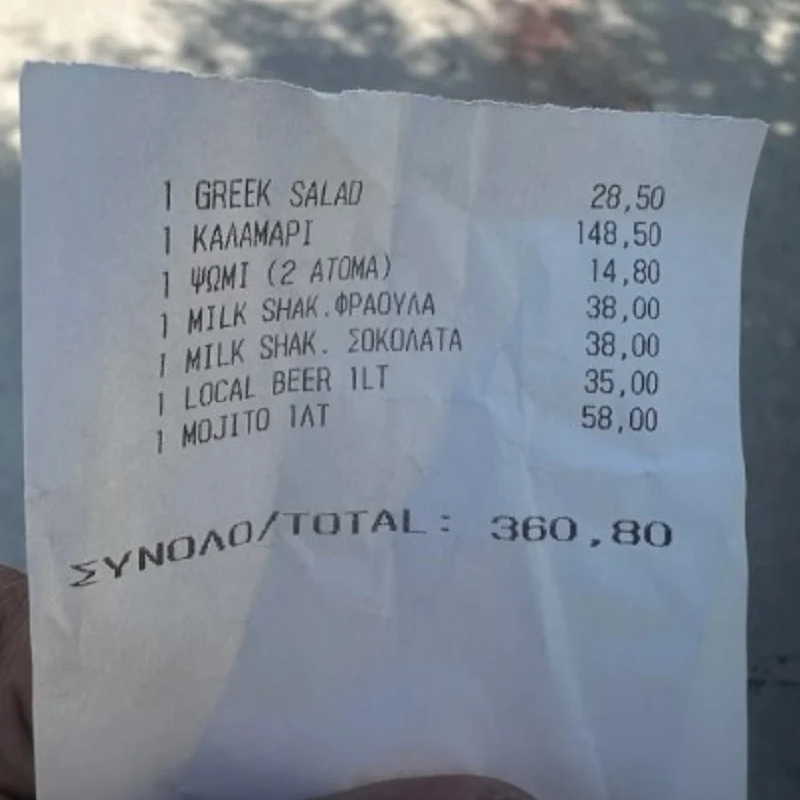 1 GREEK SALAD 28,50
1 ΚΑΛΑΜΑΡΙ 148,50
1 ΨΩΜΙ (2 ΑΤΟΜΑ) 14,80
1 MILK SHAK.ΦΡΑΟΥΛΑ 38,00
1 MILK SHAK. ΣΟΚΟΛΑΤΑ 38,00
1 LOCAL BEER 1LT 35,00
1 MOJITO 1ΛΤ 58,00
ΣΥΝΟΛΟ/TOTAL: 360,80